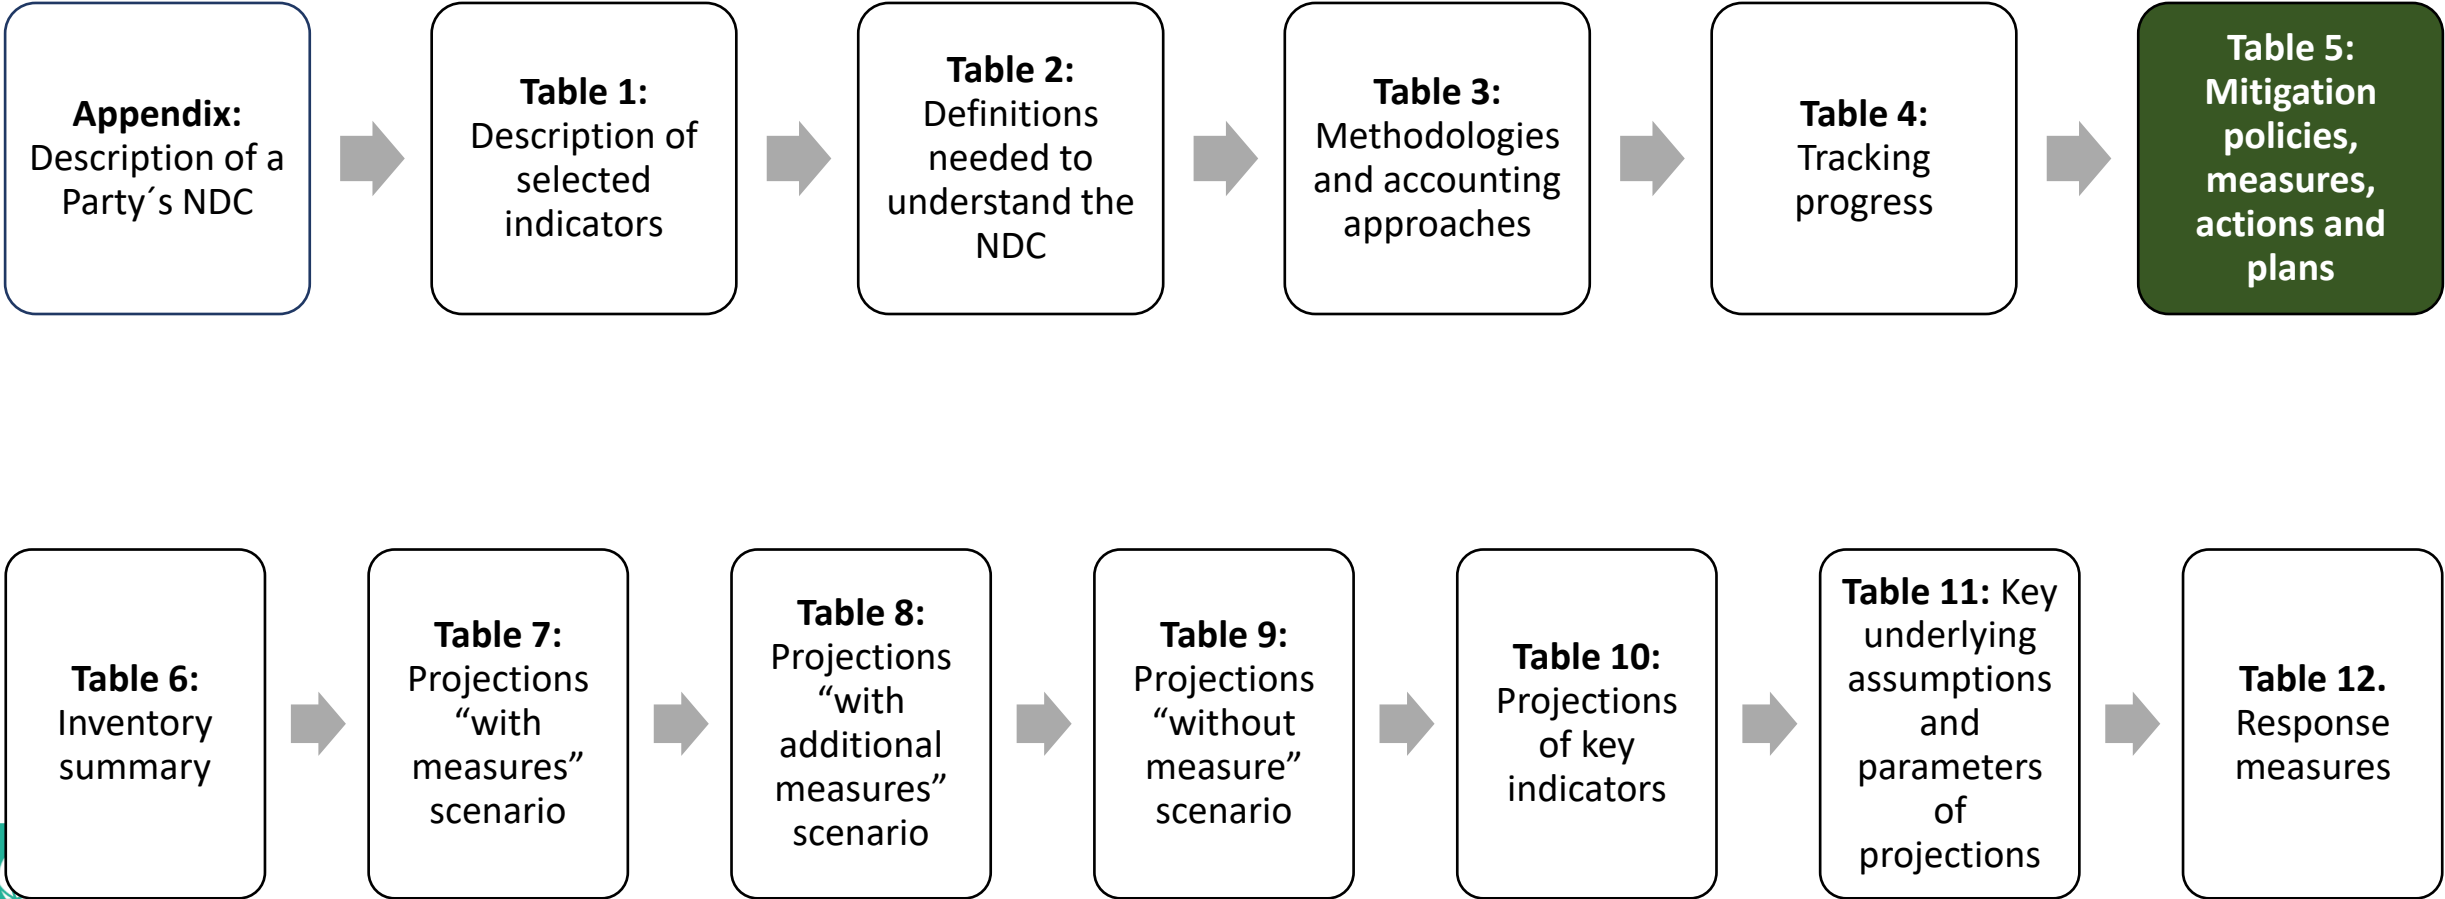 Appendix:
Description of a
Party´s NDC
Table 1:
Description of
selected
indicators
Table 2:
Definitions
needed to
understand the
NDC
Table 3:
Methodologies
and accounting
approaches
Table 4:
Tracking
progress
Table 5:
Mitigation
policies,
measures,
actions and
plans
Table 6:
Inventory
summary
Table 7:
Projections
“with
measures”
scenario
Table 8:
Projections
“with
additional
measures”
scenario
Table 9:
Projections
“without
measure”
scenario
Table 10:
Projections
of key
indicators
Table 11: Key
underlying
assumptions
and
parameters
of
projections
Table 12.
Response
measures